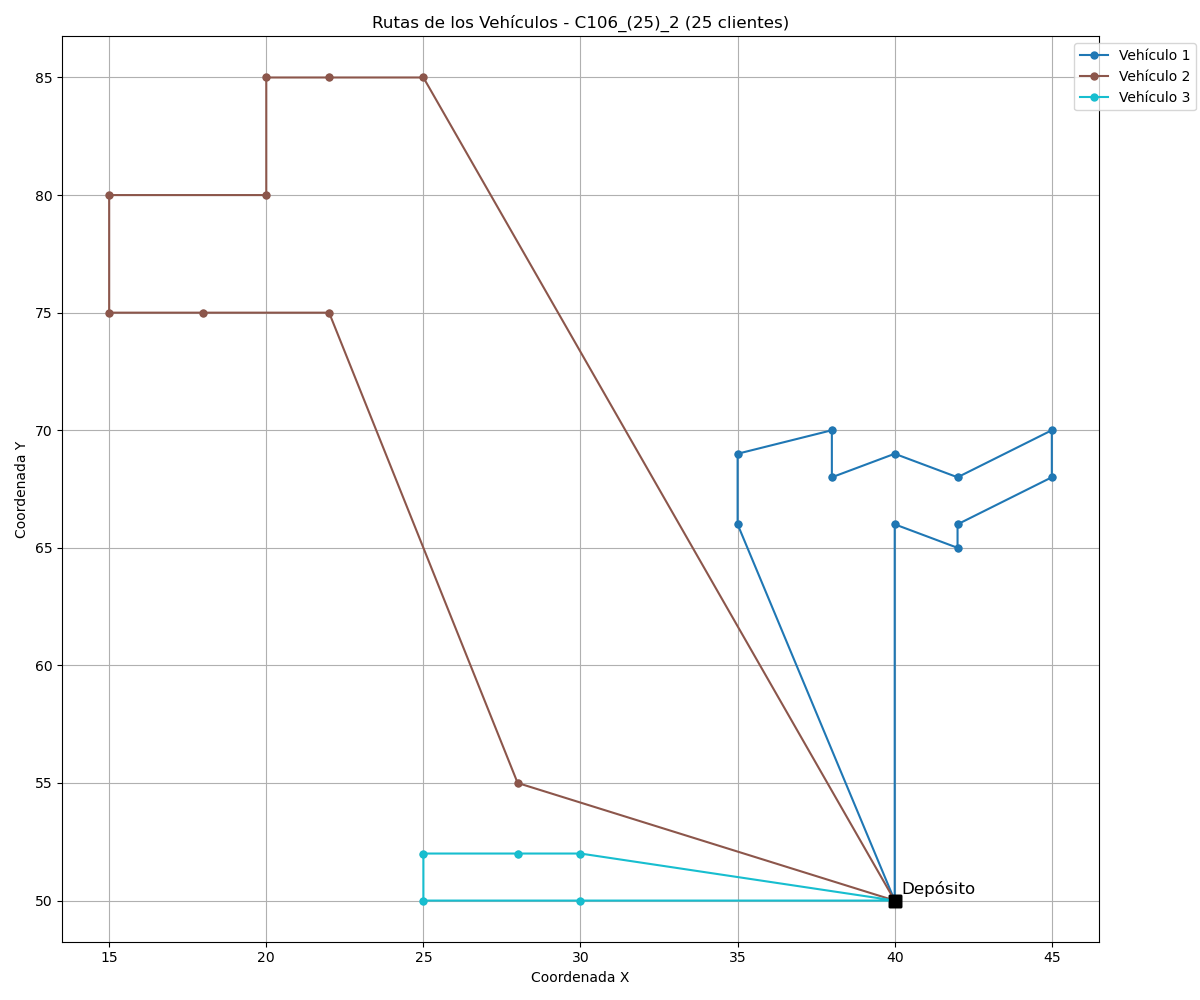 Rutas de los Vehículos - C106_(25)_2 (25 clientes)
Vehículo 1
Vehículo 2
Vehículo 3
85
80
75
70
65
60
55
50
Coordenada Y
Depósito
15 20 25 30 35 40 45
Coordenada X